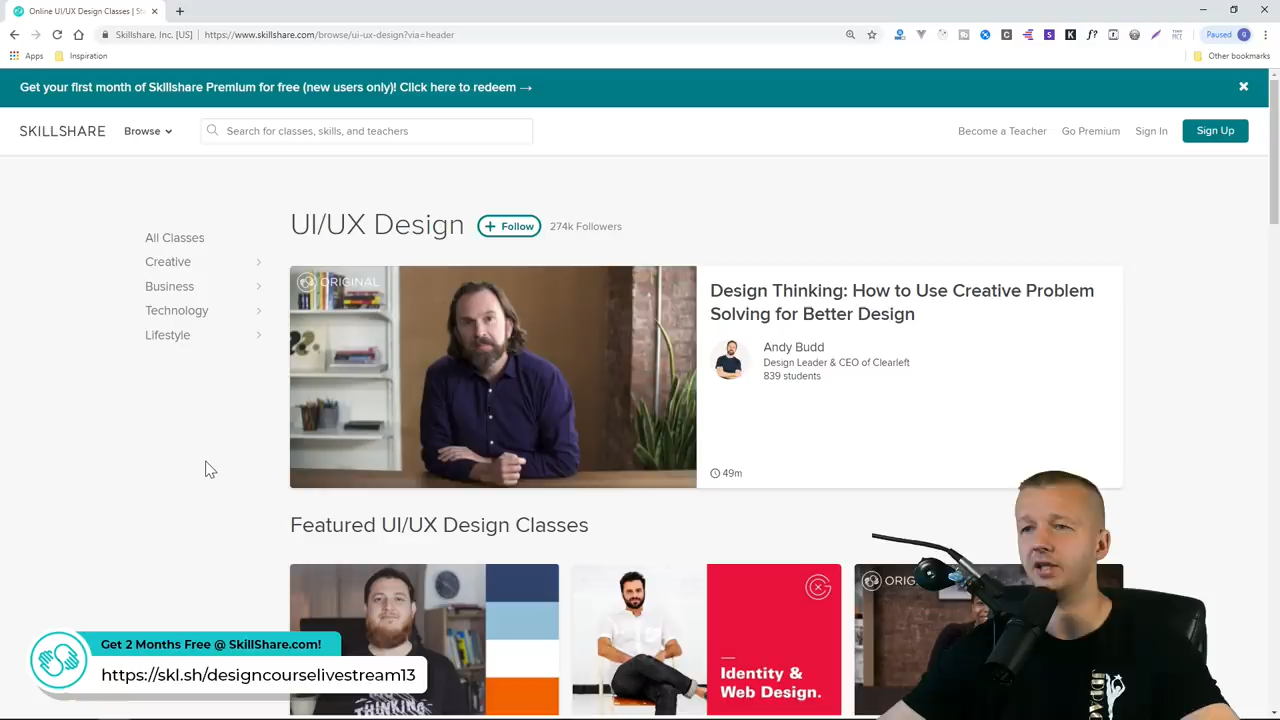 Online UI/UX Design Classes | Sk
Skillshare, Inc. [US]
https://www.skillshare.com/browse/ui-ux-design?via=header
Paused
Apps
Inspiration
Other bookmarks
Get your first month of Skillshare Premium for free (new users only)! Click here to redeem →
SKILLSHARE
Browse
Search for classes, skills, and teachers
Become a Teacher
Go Premium
Sign In
Sign Up
UI/UX Design
+ Follow
274k Followers
All Classes
Creative
Business
Technology
Lifestyle
ORIGINAL
Design Thinking: How to Use Creative Problem
Solving for Better Design
Andy Budd
Design Leader & CEO of Clearleft
839 students
49m
Featured UI/UX Design Classes
THINKING
Identity &
Web Design.
ORIG
Get 2 Months Free @ SkillShare.com!
https://skl.sh/designcourselivestream13